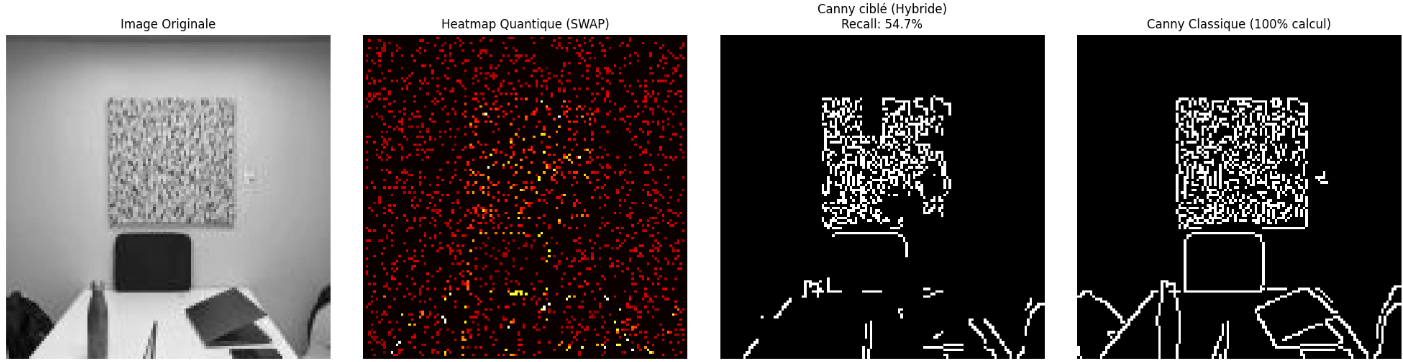 Image Originale
Heatmap Quantique (SWAP)
Canny ciblé (Hybride)
Recall: 54.7%
Canny Classique (100% calcul)